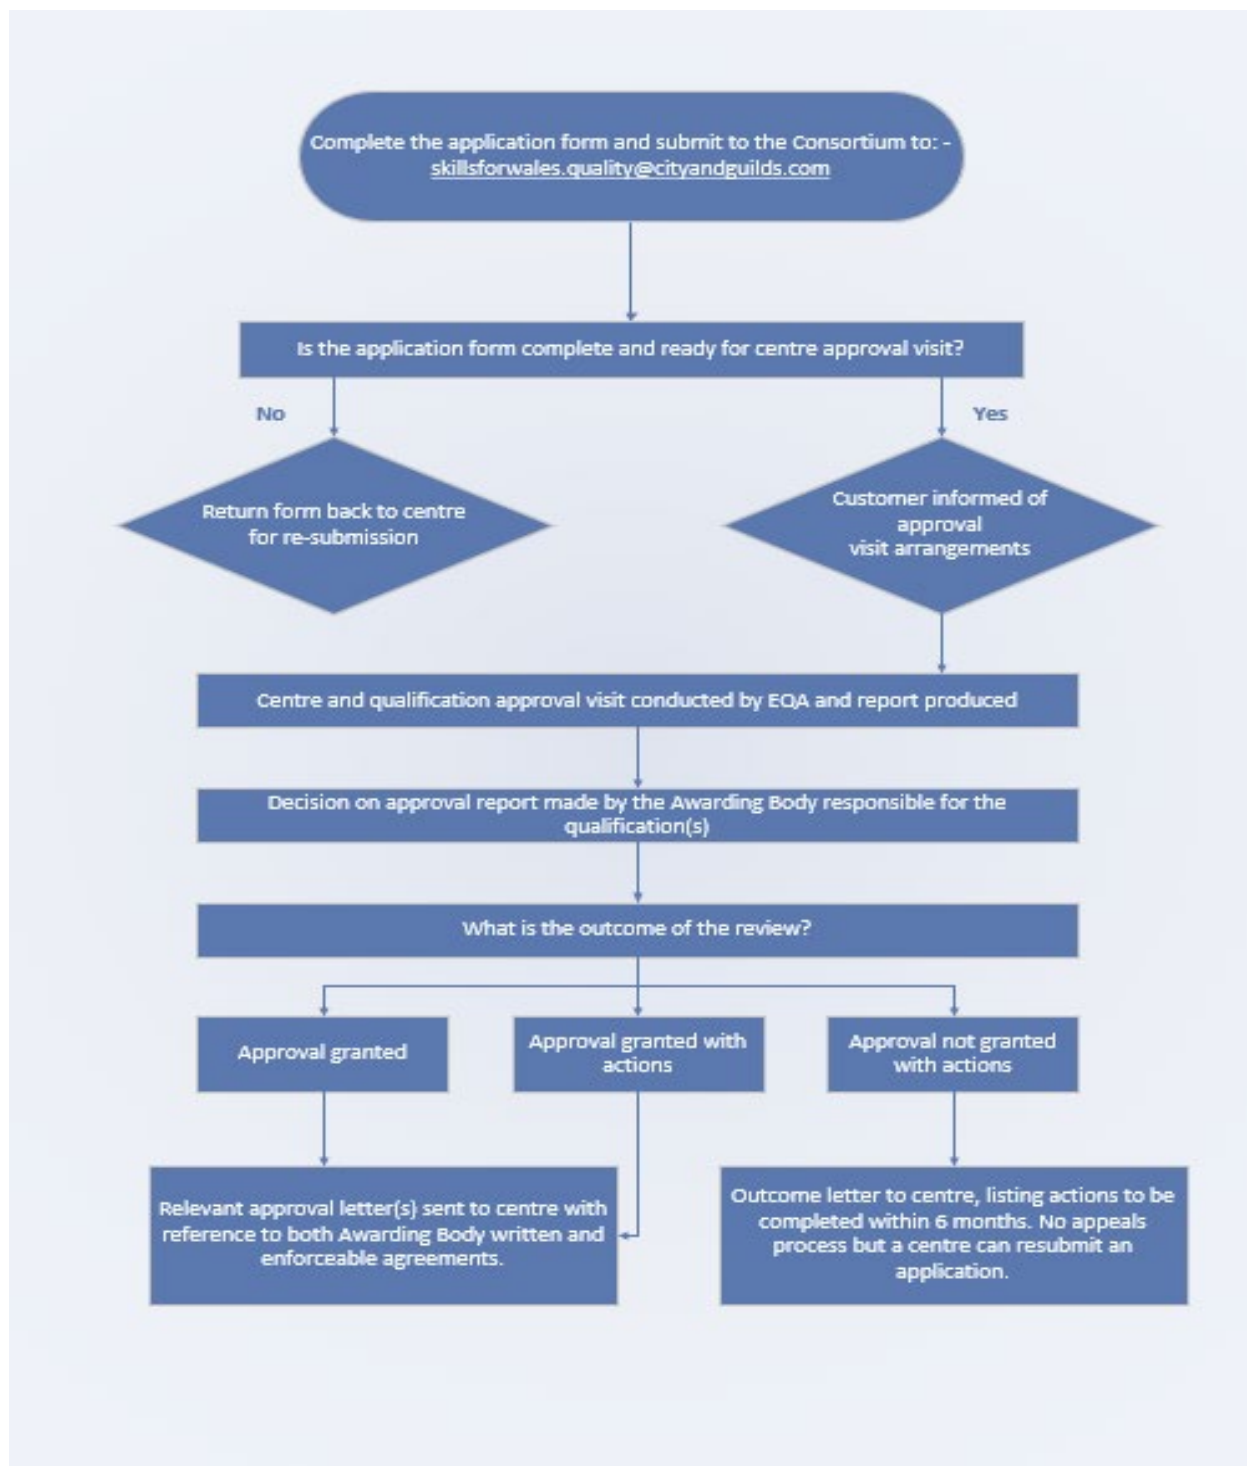 Complete the application form and submit to the Consortium to: -
skillsforwales.quality@cityandguilds.com
Is the application form complete and ready for centre approval visit?
No
Yes
Return form back to centre
for re-submission
Customer informed of
approval
visit arrangements
Centre and qualification approval visit conducted by EQA and report produced
Decision on approval report made by the Awarding Body responsible for the
qualification(s)
What is the outcome of the review?
Approval granted
Approval granted with
actions
Approval not granted
with actions
Relevant approval letter(s) sent to centre with
reference to both Awarding Body written and
enforceable agreements.
Outcome letter to centre, listing actions to be
completed within 6 months. No appeals
process but a centre can resubmit an
application.